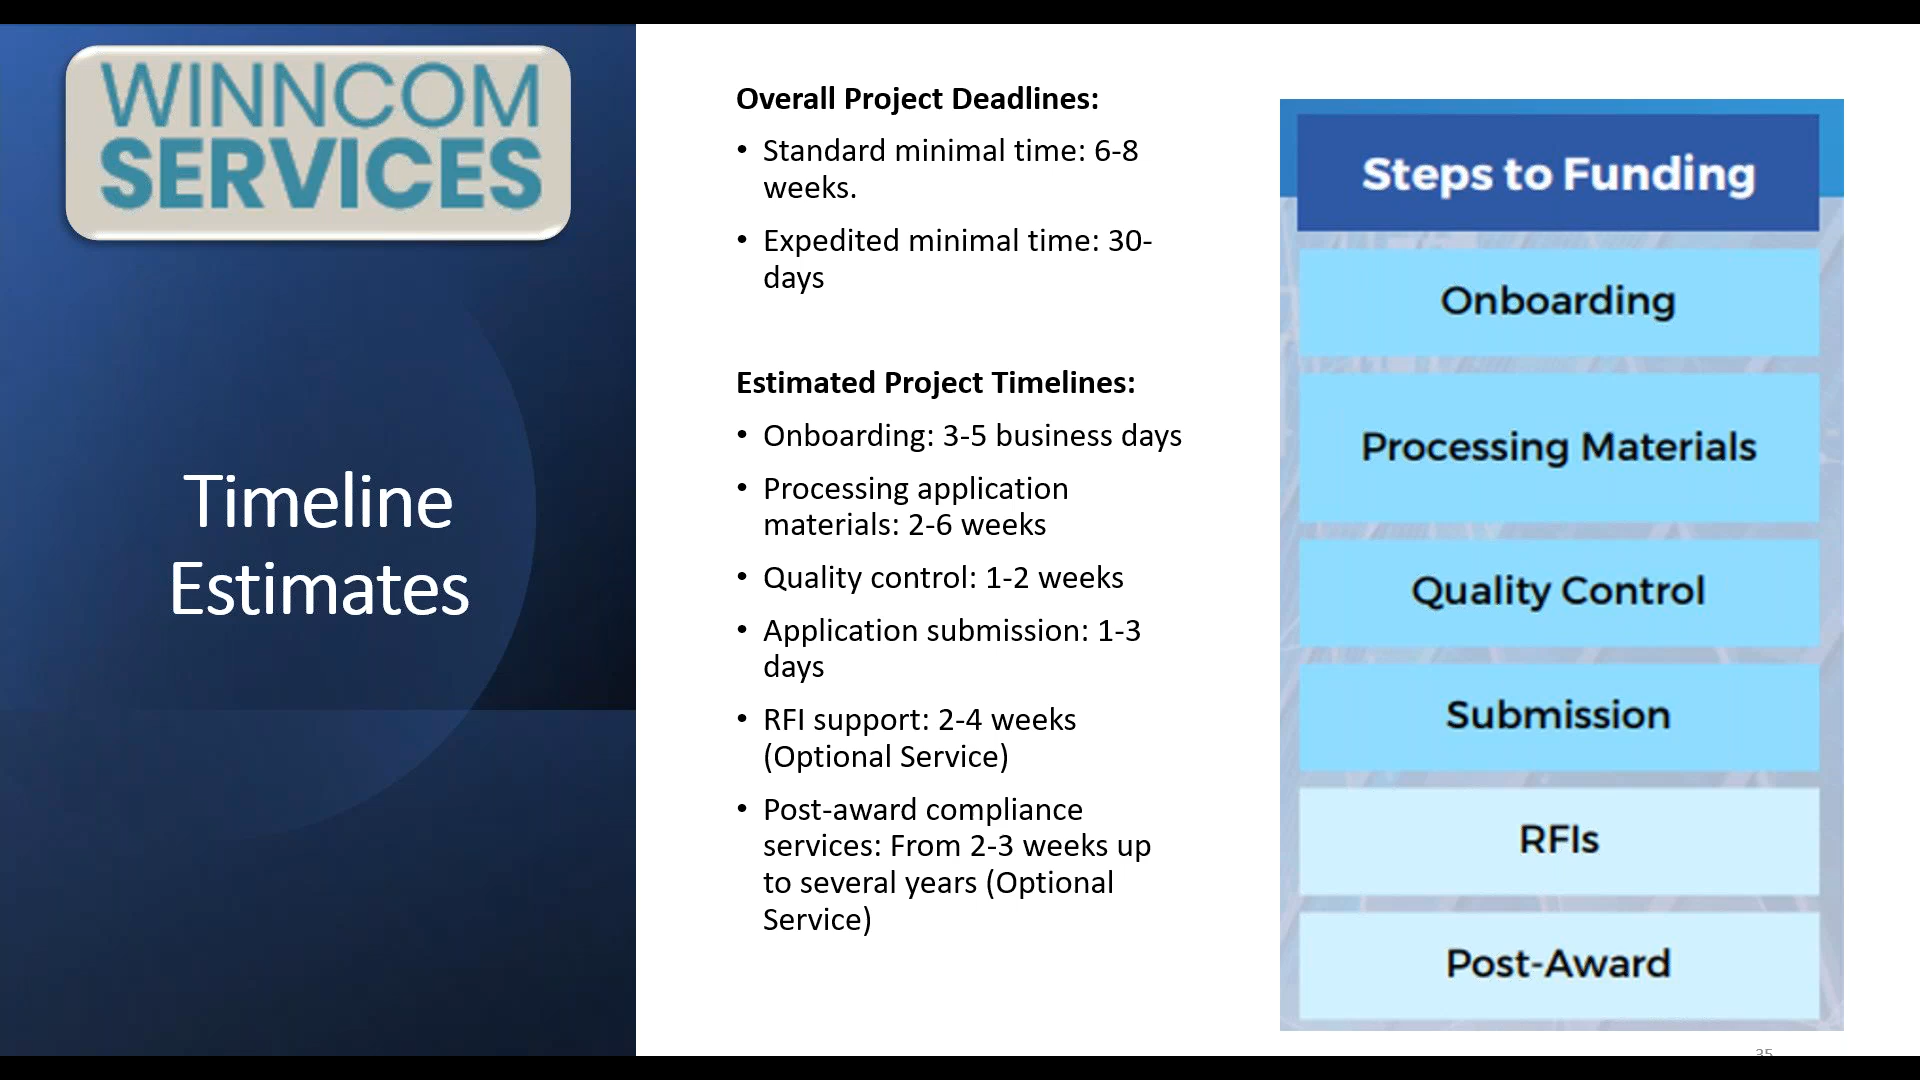 WINNCOM
SERVICES
Timeline
Estimates
Overall Project Deadlines:
• Standard minimal time: 6-8
weeks.
• Expedited minimal time: 30-
days
Estimated Project Timelines:
• Onboarding: 3-5 business days
• Processing application
materials: 2-6 weeks
• Quality control: 1-2 weeks
• Application submission: 1-3
days
• RFI support: 2-4 weeks
(Optional Service)
• Post-award compliance
services: From 2-3 weeks up
to several years (Optional
Service)
Steps to Funding
Onboarding
Processing Materials
Quality Control
Submission
RFIs
Post-Award
35